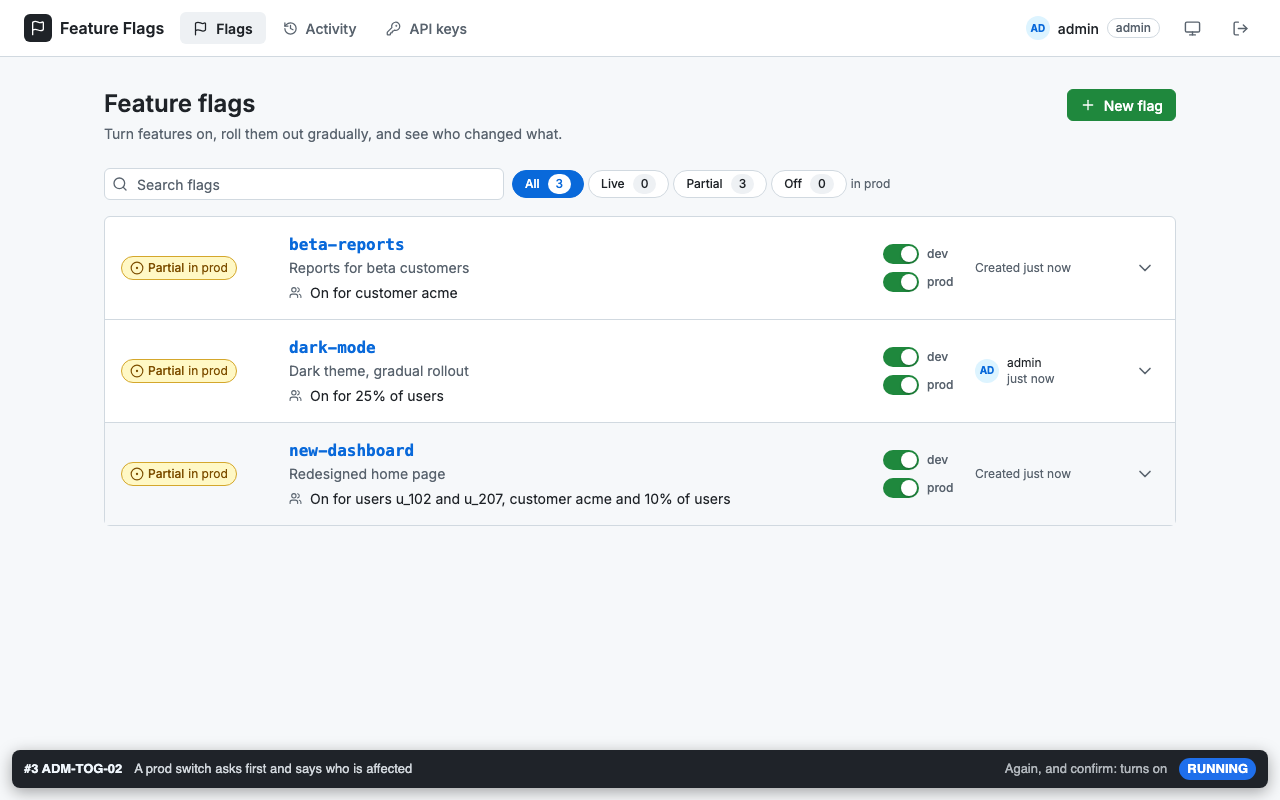 Feature Flags
Flags
Activity
API keys
AD
admin
admin
Feature flags
Turn features on, roll them out gradually, and see who changed what.
New flag
Search flags
All 3
Live 0
Partial 3
Off 0
in prod
Partial in prod
beta-reports
Reports for beta customers
On for customer acme
dev
prod
Created just now
Partial in prod
dark-mode
Dark theme, gradual rollout
On for 25% of users
dev
prod
AD
admin
just now
Partial in prod
new-dashboard
Redesigned home page
On for users u_102 and u_207, customer acme and 10% of users
dev
prod
Created just now
#3 ADM-TOG-02 A prod switch asks first and says who is affected
Again, and confirm: turns on RUNNING